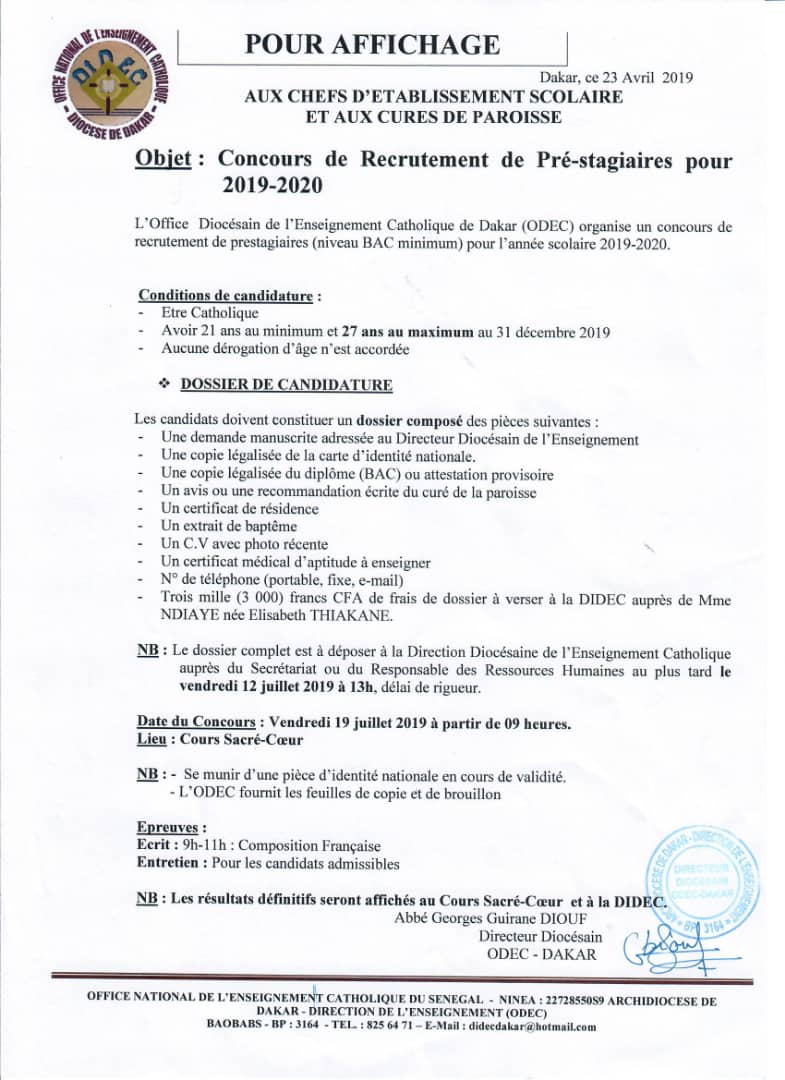 OFFICE NATIONAL DE L'ENSEIGNEMENT CATHOLIQUE
DIDEC
- DIOCESE DE DAKAR -
POUR AFFICHAGE
Dakar, ce 23 Avril 2019
AUX CHEFS D'ETABLISSEMENT SCOLAIRE
ET AUX CURES DE PAROISSE
Objet : Concours de Recrutement de Pré-stagiaires pour
2019-2020
L'Office Diocésain de l'Enseignement Catholique de Dakar (ODEC) organise un concours de
recrutement de prestagiaires (niveau BAC minimum) pour l'année scolaire 2019-2020.
Conditions de candidature :
- Etre Catholique
- Avoir 21 ans au minimum et 27 ans au maximum au 31 décembre 2019
- Aucune dérogation d'âge n'est accordée
❖ DOSSIER DE CANDIDATURE
Les candidats doivent constituer un dossier composé des pièces suivantes :
- Une demande manuscrite adressée au Directeur Diocésain de l'Enseignement
- Une copie légalisée de la carte d'identité nationale.
- Une copie légalisée du diplôme (BAC) ou attestation provisoire
- Un avis ou une recommandation écrite du curé de la paroisse
- Un certificat de résidence
- Un extrait de baptême
- Un C.V avec photo récente
- Un certificat médical d'aptitude à enseigner
- N° de téléphone (portable, fixe, e-mail)
- Trois mille (3 000) francs CFA de frais de dossier à verser à la DIDEC auprès de Mme
NDIAYE née Elisabeth THIAKANE.
NB : Le dossier complet est à déposer à la Direction Diocésaine de l'Enseignement Catholique
auprès du Secrétariat ou du Responsable des Ressources Humaines au plus tard le
vendredi 12 juillet 2019 à 13h, délai de rigueur.
Date du Concours : Vendredi 19 juillet 2019 à partir de 09 heures.
Lieu : Cours Sacré-Cœur
NB : - Se munir d'une pièce d'identité nationale en cours de validité.
- L'ODEC fournit les feuilles de copie et de brouillon
Epreuves :
Ecrit : 9h-11h : Composition Française
Entretien : Pour les candidats admissibles
NB : Les résultats définitifs seront affichés au Cours Sacré-Cœur et à la DIDEC.
Abbé Georges Guirane DIOUF
Directeur Diocésain
ODEC - DAKAR
DIOCESE DE DAKAR - DIRECTION DE L'ENSEIGNEMENT
DIRECTEUR
DIOCESAIN
ODEC-DAKAR
BP 3164
OFFICE NATIONAL DE L'ENSEIGNEMENT CATHOLIQUE DU SENEGAL - NINEA : 22728550S9 ARCHIDIOCESE DE
DAKAR - DIRECTION DE L'ENSEIGNEMENT (ODEC)
BAOBABS - BP : 3164 - TEL. : 825 64 71 – E-Mail : didecdakar@hotmail.com